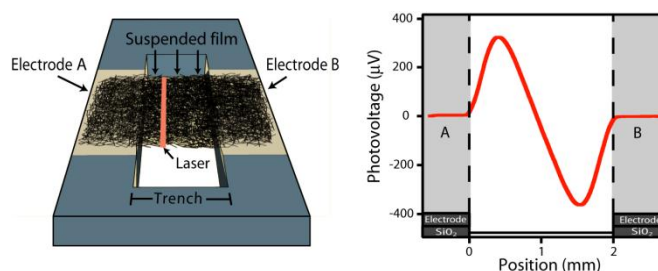 Suspended film
Electrode A
Electrode B
Laser
Trench
Photovoltage (µV)
400
200
0
-200
-400
A
B
Electrode
SiO₂
Electrode
SiO₂
0
1
2
Position (mm)